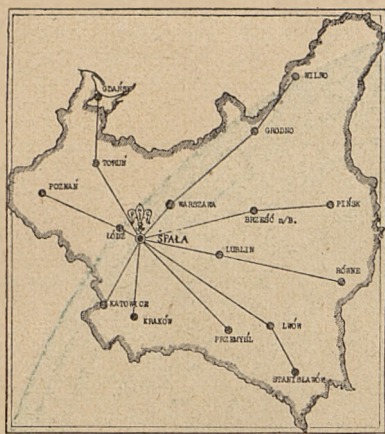 GDAŃSK
WILNO
GRODNO
TORUŃ
POZNAŃ
WARSZAWA
PIŃSK
BRZEŚĆ n/B.
ŁÓDŹ
SPAŁA
LUBLIN
RÓWNE
KATOWICE
KRAKÓW
LWÓW
PRZEMYŚL
STANISŁAWÓW